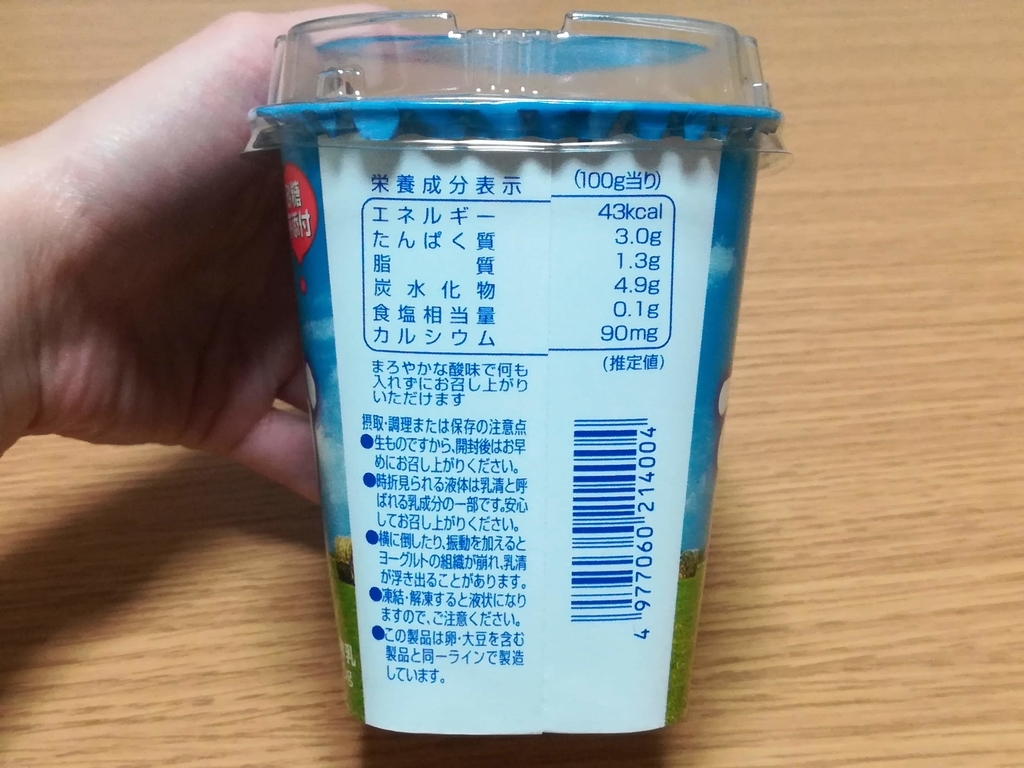 栄養成分表示 (100g当り)
エネルギー 43kcal
たんぱく質 3.0g
脂質 1.3g
炭水化物 4.9g
食塩相当量 0.1g
カルシウム 90mg
(推定値)
まろやかな酸味で何も
入れずにお召し上がり
いただけます
摂取・調理または保存の注意点
●生ものですから、開封後はお早
めにお召し上がりください。
●時折見られる液体は乳清と呼
ばれる乳成分の一部です。安心
してお召し上がりください。
●横に倒したり、振動を加えると
ヨーグルトの組織が崩れ、乳清
が浮き出ることがあります。
●凍結・解凍すると液状になり
ますので、ご注意ください。
●この製品は卵・大豆を含む
製品と同一ラインで製造
しています。
4977060214004
糖
付
乳